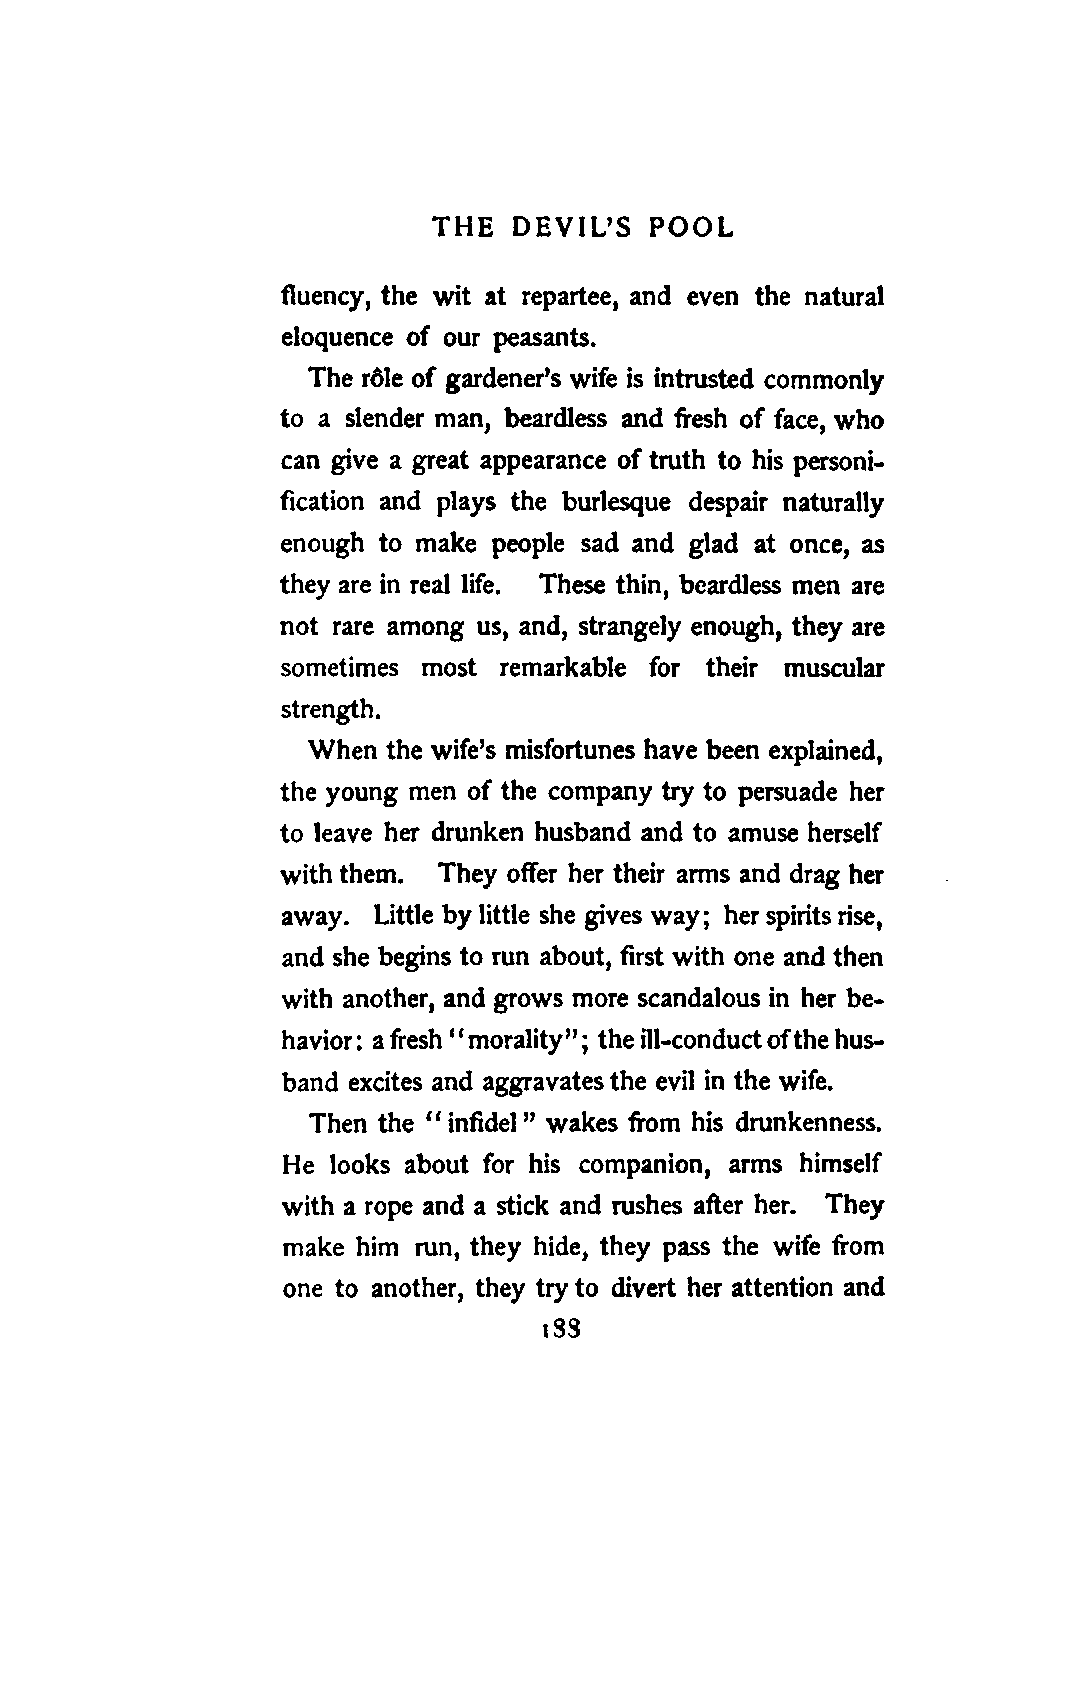 THE DEVIL'S POOL
fluency, the wit at repartee, and even the natural
eloquence of our peasants.
The rôle of gardener's wife is intrusted commonly
to a slender man, beardless and fresh of face, who
can give a great appearance of truth to his personi-
fication and plays the burlesque despair naturally
enough to make people sad and glad at once, as
they are in real life. These thin, beardless men are
not rare among us, and, strangely enough, they are
sometimes most remarkable for their muscular
strength.
When the wife's misfortunes have been explained,
the young men of the company try to persuade her
to leave her drunken husband and to amuse herself
with them. They offer her their arms and drag her
away. Little by little she gives way; her spirits rise,
and she begins to run about, first with one and then
with another, and grows more scandalous in her be-
havior: a fresh "morality"; the ill-conduct of the hus-
band excites and aggravates the evil in the wife.
Then the "infidel" wakes from his drunkenness.
He looks about for his companion, arms himself
with a rope and a stick and rushes after her. They
make him run, they hide, they pass the wife from
one to another, they try to divert her attention and
188